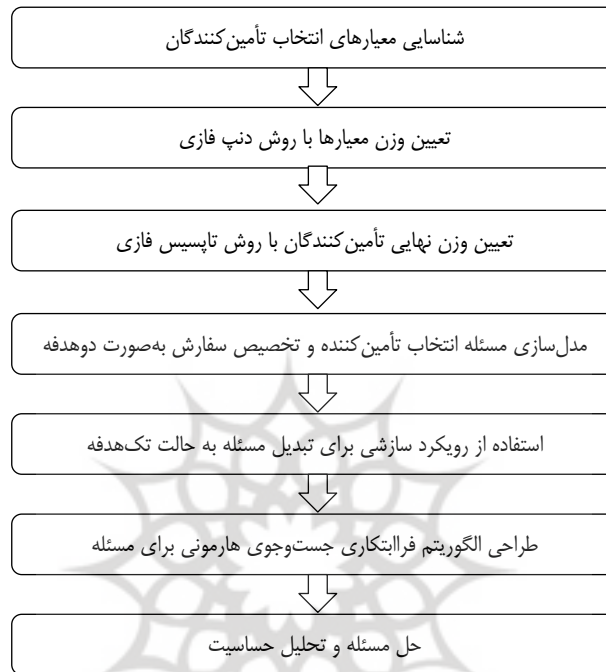 شناسایی معیارهای انتخاب تأمین‌کنندگان
تعیین وزن معیارها با روش دنپ فازی
تعیین وزن نهایی تأمین‌کنندگان با روش تاپسیس فازی
مدل‌سازی مسئله انتخاب تأمین‌کننده و تخصیص سفارش به‌صورت دوهدفه
استفاده از رویکرد سازشی برای تبدیل مسئله به حالت تک‌هدفه
طراحی الگوریتم فراابتکاری جست‌وجوی هارمونی برای مسئله
حل مسئله و تحلیل حساسیت